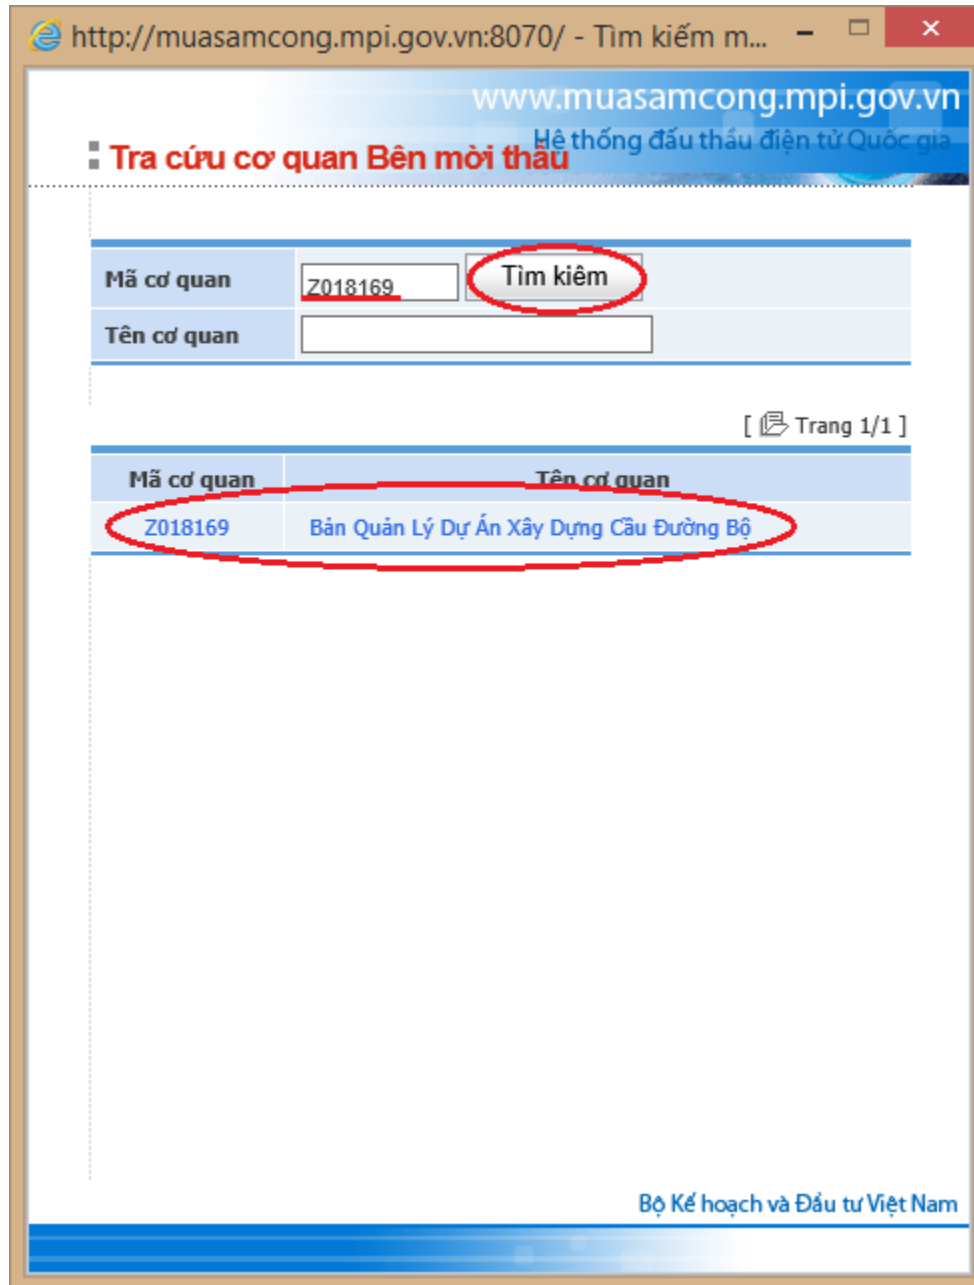 http://muasamcong.mpi.gov.vn:8070/ - Tìm kiếm m...
www.muasamcong.mpi.gov.vn
Hệ thống đấu thầu điện tử Quốc gia
Tra cứu cơ quan Bên mời thầu
Mã cơ quan Z018169 Tìm kiêm
Tên cơ quan
[ Trang 1/1 ]
Mã cơ quan Tên cơ quan
Z018169 Bản Quản Lý Dự Án Xây Dựng Cầu Đường Bộ
Bộ Kế hoạch và Đầu tư Việt Nam